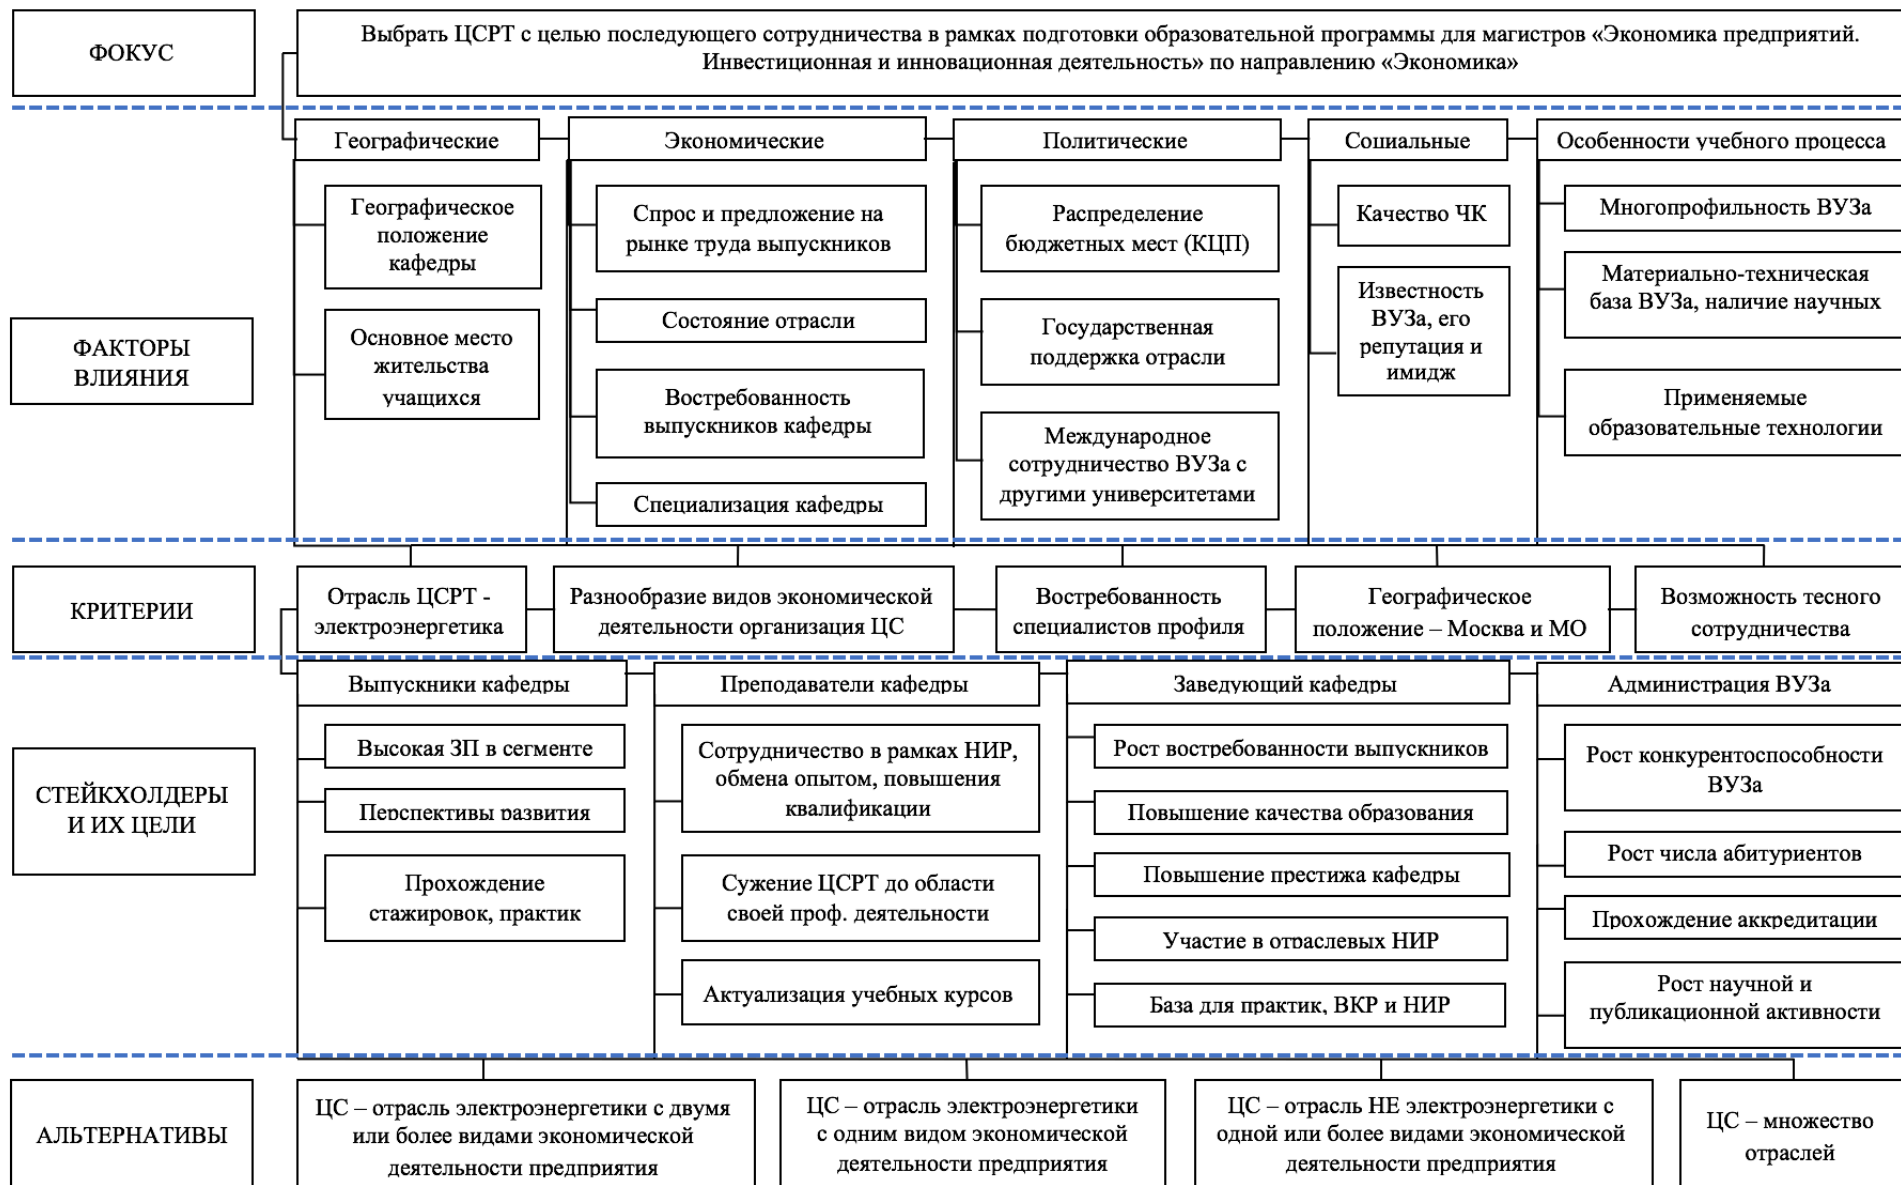 ФОКУС
Выбрать ЦСРТ с целью последующего сотрудничества в рамках подготовки образовательной программы для магистров «Экономика предприятий.
Инвестиционная и инновационная деятельность» по направлению «Экономика»
ФАКТОРЫ
ВЛИЯНИЯ
Географические
Географическое
положение
кафедры
Основное место
жительства
учащихся
Экономические
Спрос и предложение на
рынке труда выпускников
Состояние отрасли
Востребованность
выпускников кафедры
Специализация кафедры
Политические
Распределение
бюджетных мест (КЦП)
Государственная
поддержка отрасли
Международное
сотрудничество ВУЗа с
другими университетами
Социальные
Качество ЧК
Известность
ВУЗа, его
репутация и
имидж
Особенности учебного процесса
Многопрофильность ВУЗа
Материально-техническая
база ВУЗа, наличие научных
Применяемые
образовательные технологии
КРИТЕРИИ
Отрасль ЦСРТ -
электроэнергетика
Разнообразие видов экономической
деятельности организация ЦС
Востребованность
специалистов профиля
Географическое
положение – Москва и МО
Возможность тесного
сотрудничества
СТЕЙКХОЛДЕРЫ
И ИХ ЦЕЛИ
Выпускники кафедры
Высокая ЗП в сегменте
Перспективы развития
Прохождение
стажировок, практик
Преподаватели кафедры
Сотрудничество в рамках НИР,
обмена опытом, повышения
квалификации
Сужение ЦСРТ до области
своей проф. деятельности
Актуализация учебных курсов
Заведующий кафедры
Рост востребованности выпускников
Повышение качества образования
Повышение престижа кафедры
Участие в отраслевых НИР
База для практик, ВКР и НИР
Администрация ВУЗа
Рост конкурентоспособности
ВУЗа
Рост числа абитуриентов
Прохождение аккредитации
Рост научной и
публикационной активности
АЛЬТЕРНАТИВЫ
ЦС – отрасль электроэнергетики с двумя
или более видами экономической
деятельности предприятия
ЦС – отрасль электроэнергетики
с одним видом экономической
деятельности предприятия
ЦС – отрасль НЕ электроэнергетики с
одной или более видами экономической
деятельности предприятия
ЦС – множество
отраслей